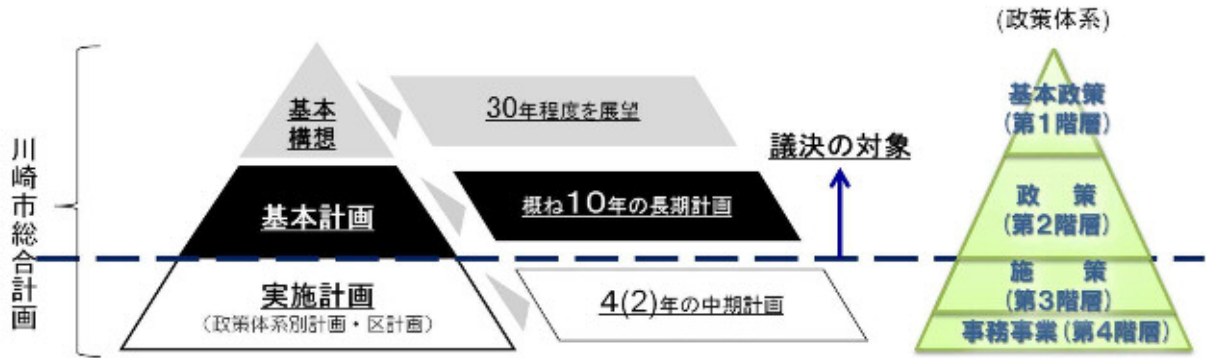 (政策体系)
川崎市総合計画
基本
構想
30年程度を展望
基本計画
概ね10年の長期計画
議決の対象
実施計画
(政策体系別計画・区計画)
4(2)年の中期計画
基本政策
(第1階層)
政　策
(第2階層)
施　策
(第3階層)
事務事業(第4階層)